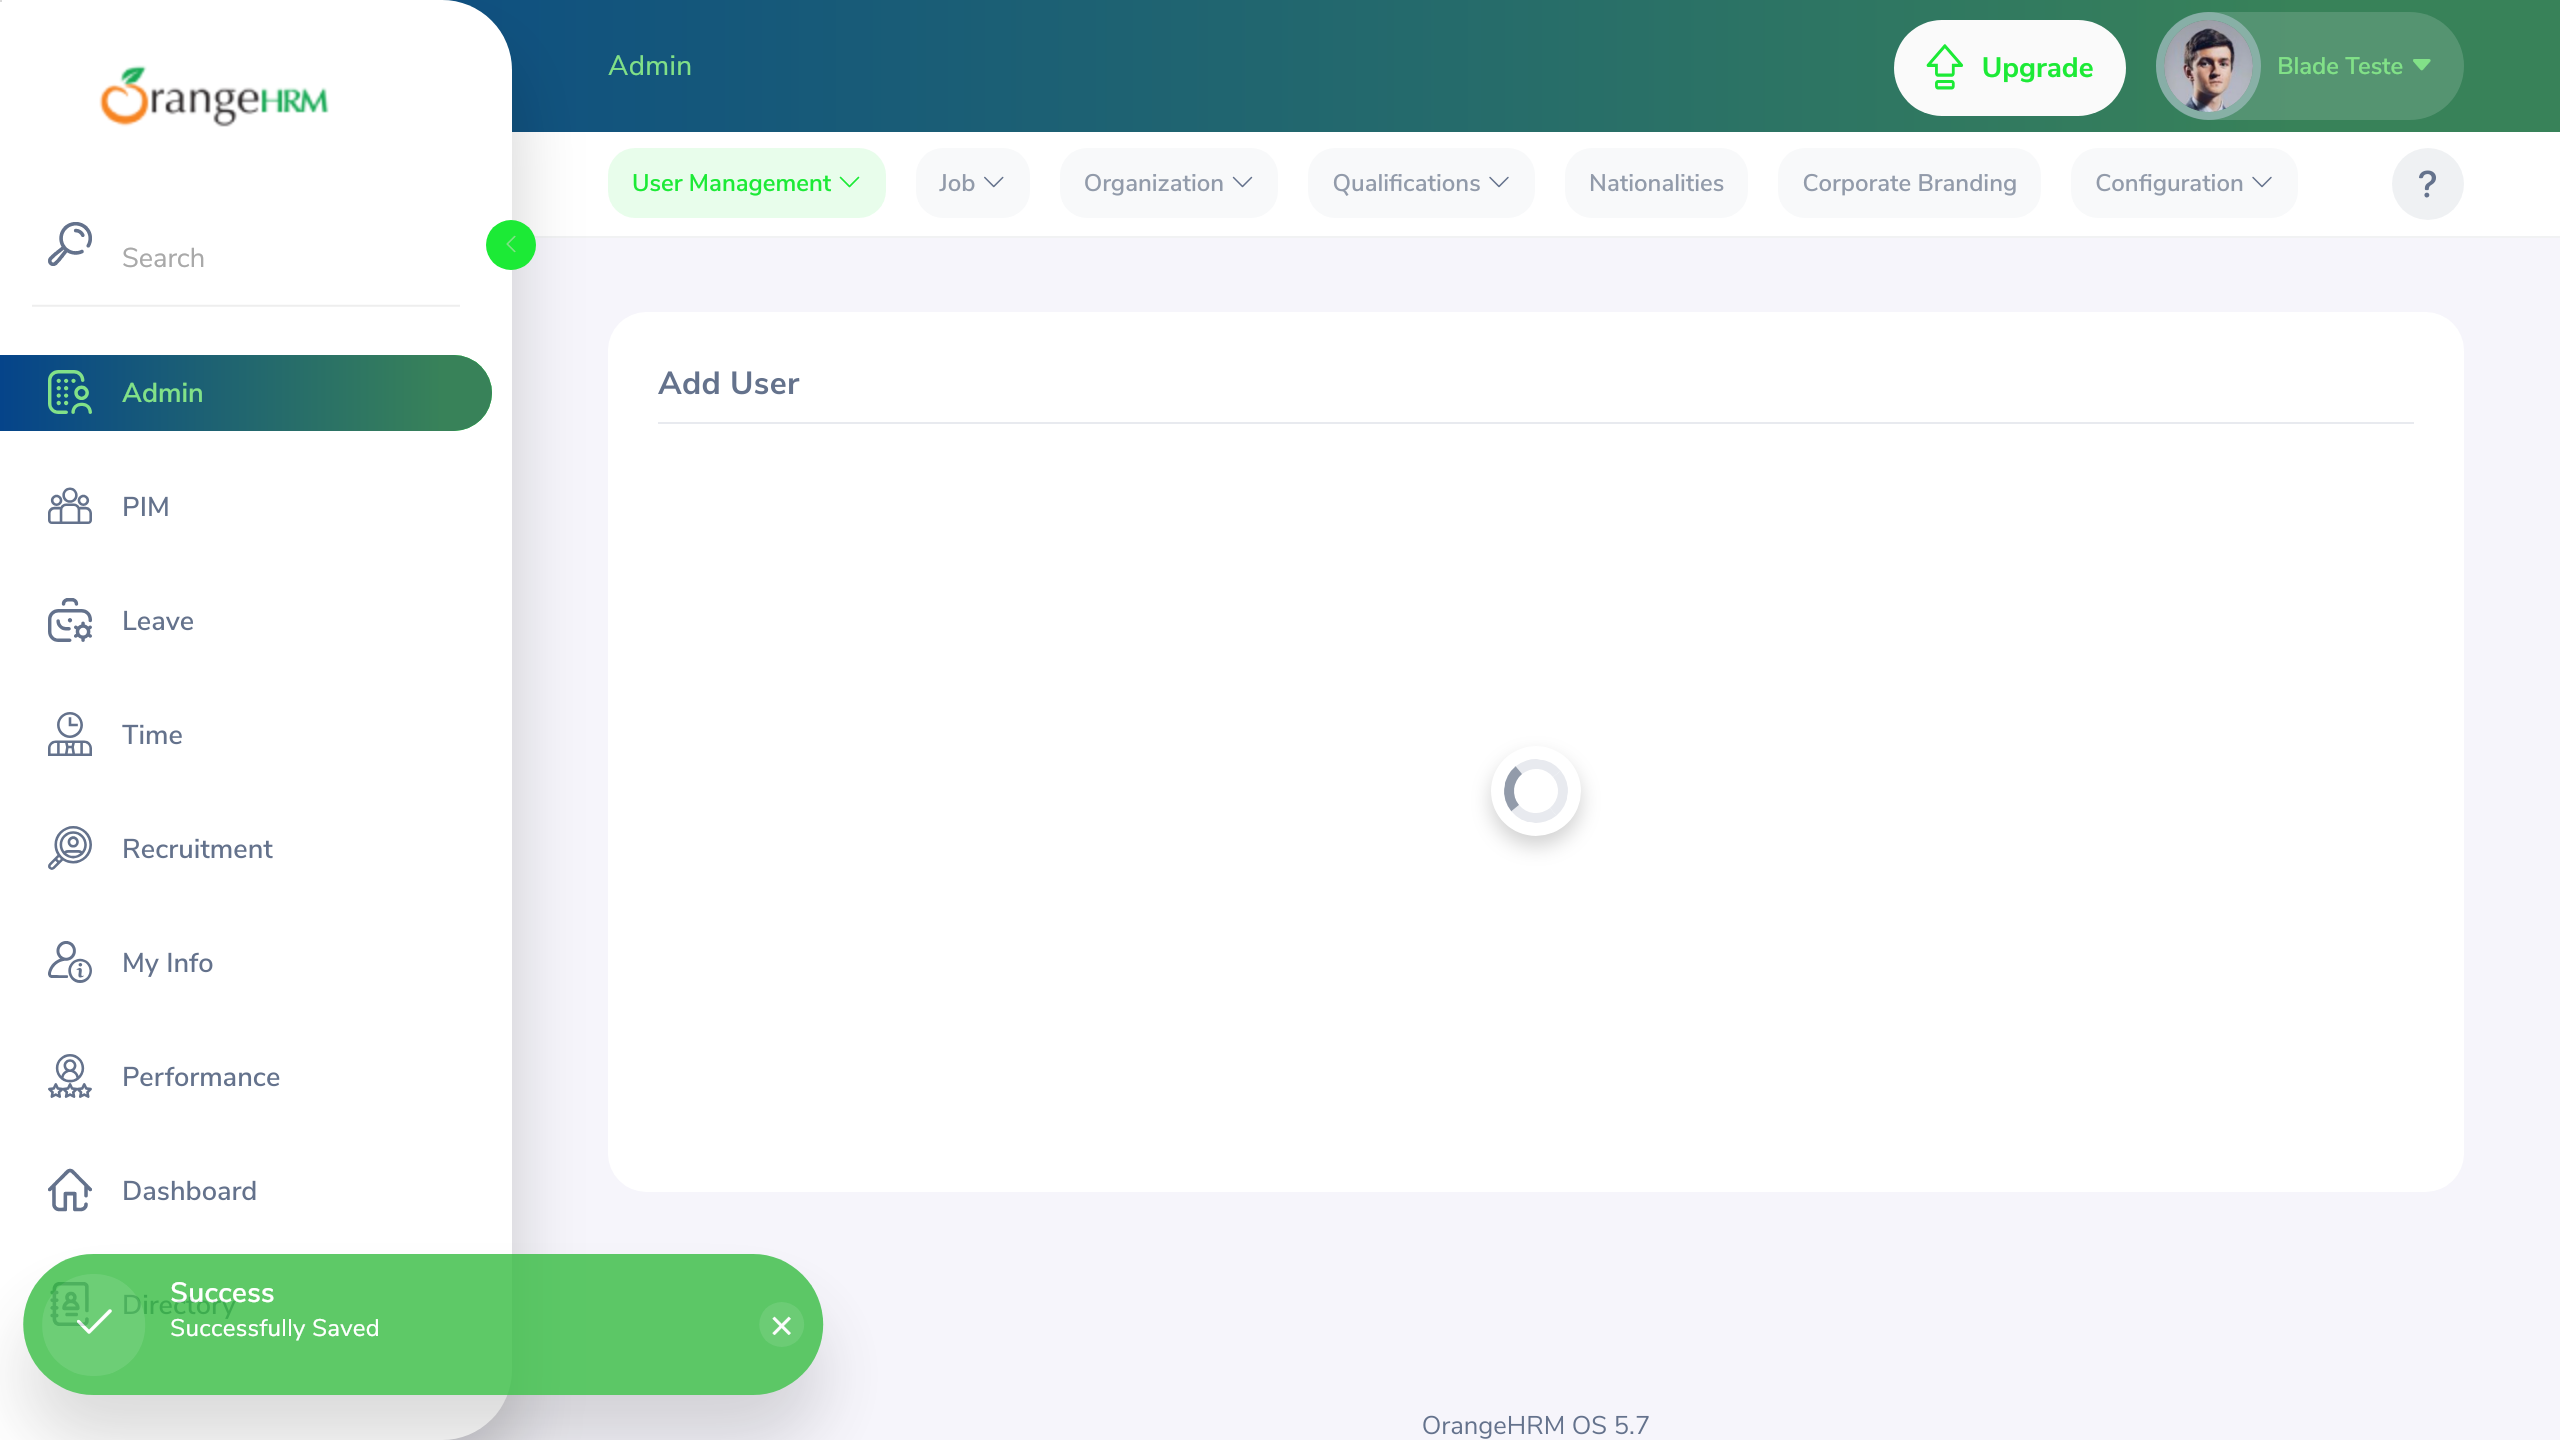 OrangeHRM
Search
Admin
PIM
Leave
Time
Recruitment
My Info
Performance
Dashboard
Directory
Admin
Upgrade
Blade Teste
User Management
Job
Organization
Qualifications
Nationalities
Corporate Branding
Configuration
?
Add User
Success
Successfully Saved
OrangeHRM OS 5.7